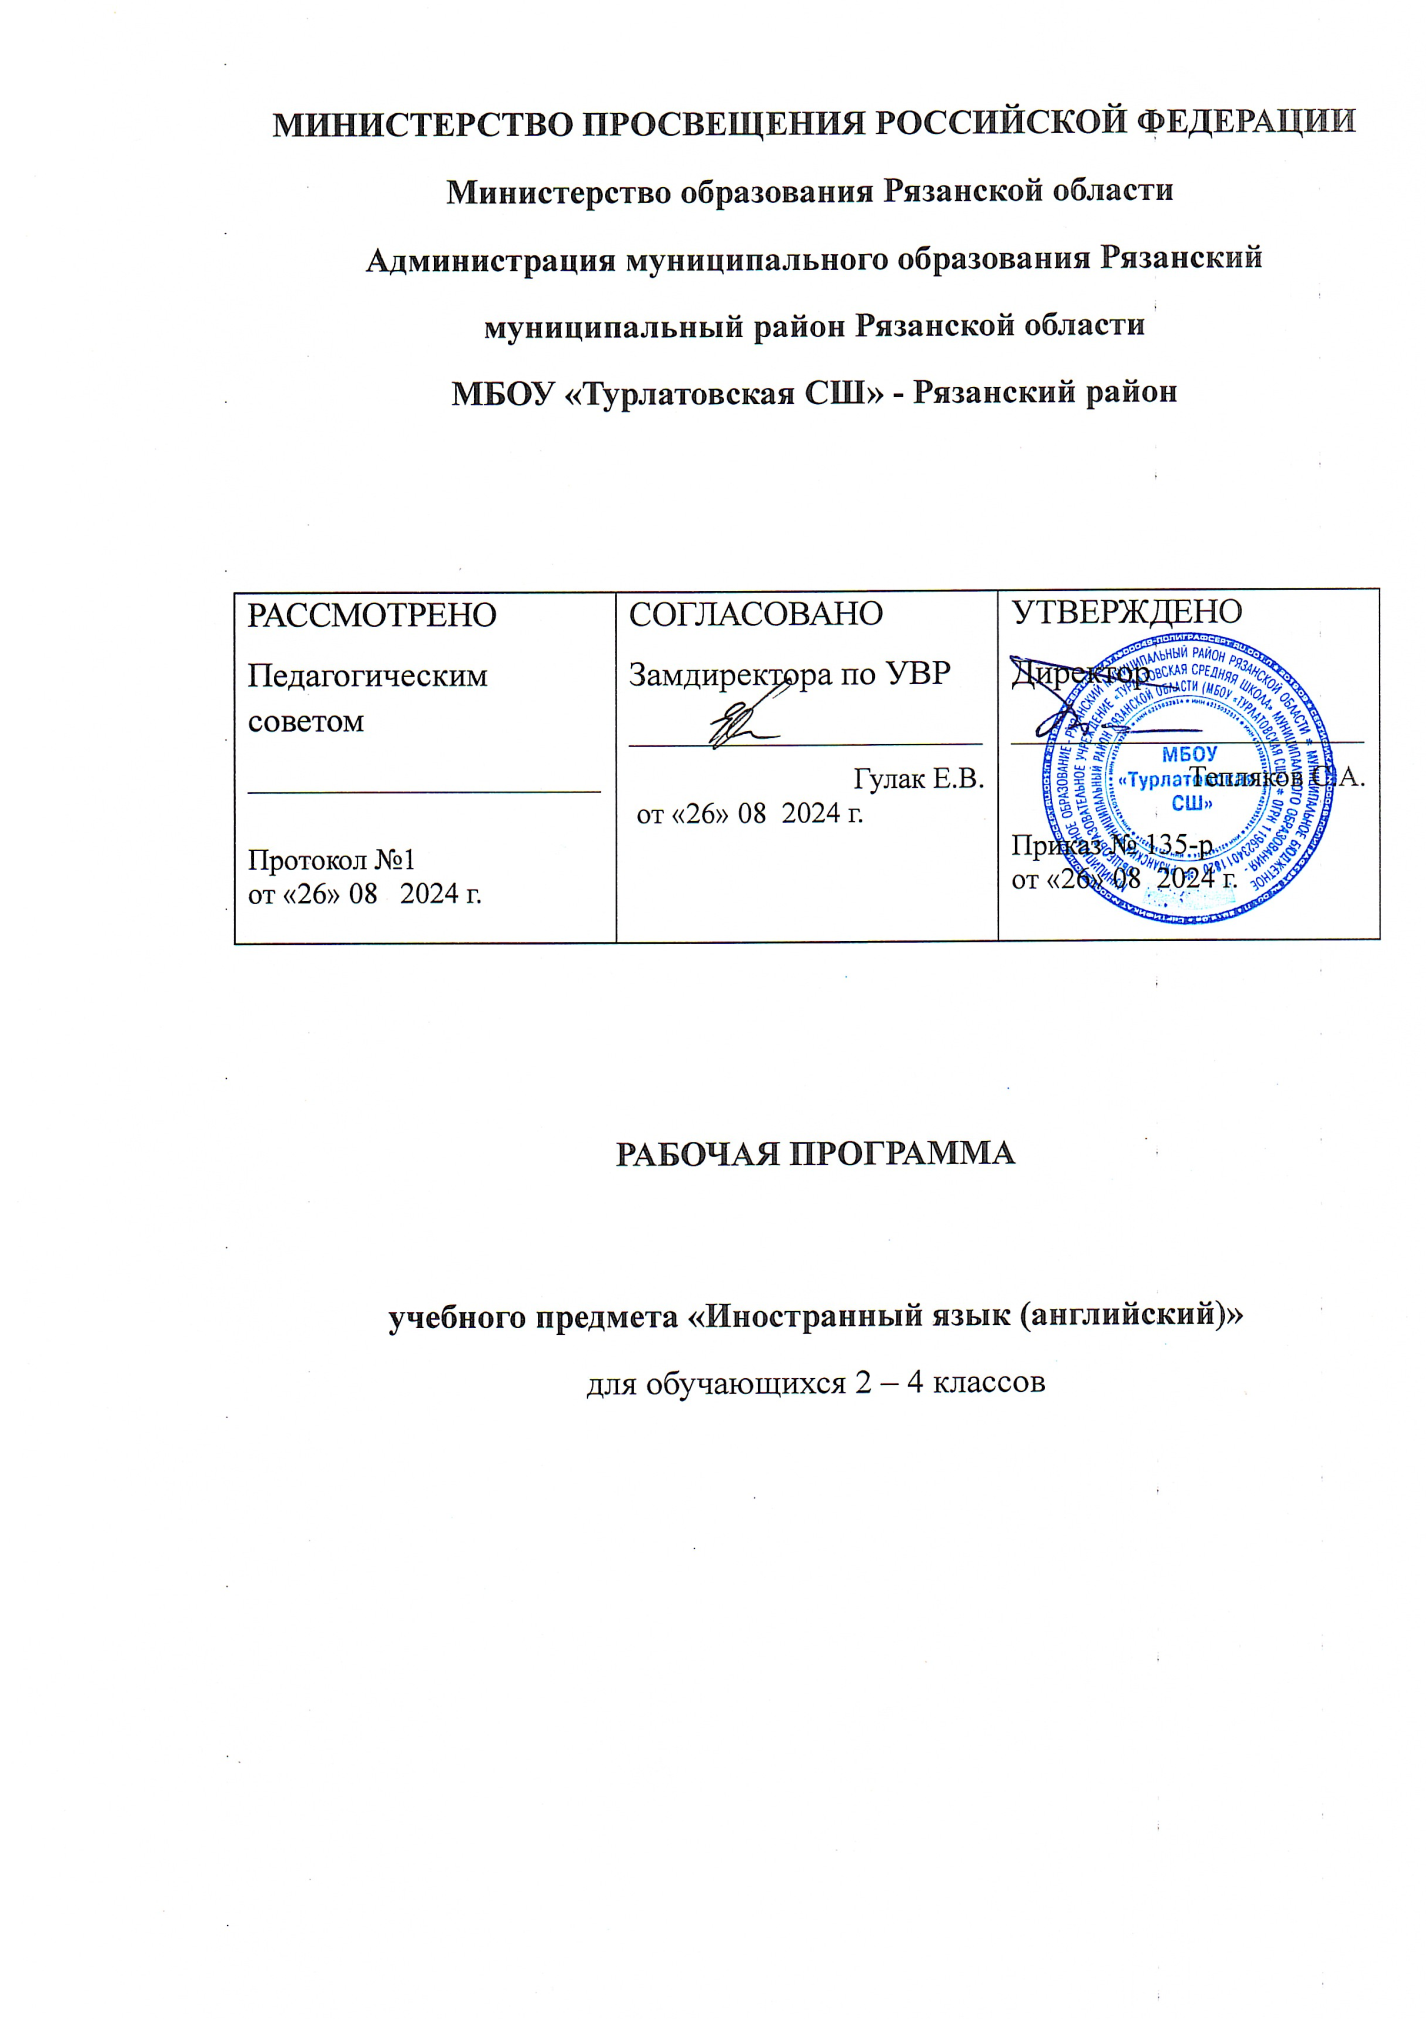 МИНИСТЕРСТВО ПРОСВЕЩЕНИЯ РОССИЙСКОЙ ФЕДЕРАЦИИ
Министерство образования Рязанской области
Администрация муниципального образования Рязанский
муниципальный район Рязанской области
МБОУ «Турлатовская СШ» - Рязанский район
РАССМОТРЕНО
Педагогическим
советом
Протокол №1
от «26» 08 2024 г.
СОГЛАСОВАНО
Замдиректора по УВР
Гулак Е.В.
от «26» 08 2024 г.
УТВЕРЖДЕНО
Директор
Тепляков С.А.
Приказ № 135-р
от «26» 08 2024 г.
МБОУ
«Турлатовская
СШ»
РАБОЧАЯ ПРОГРАММА
учебного предмета «Иностранный язык (английский)»
для обучающихся 2 – 4 классов